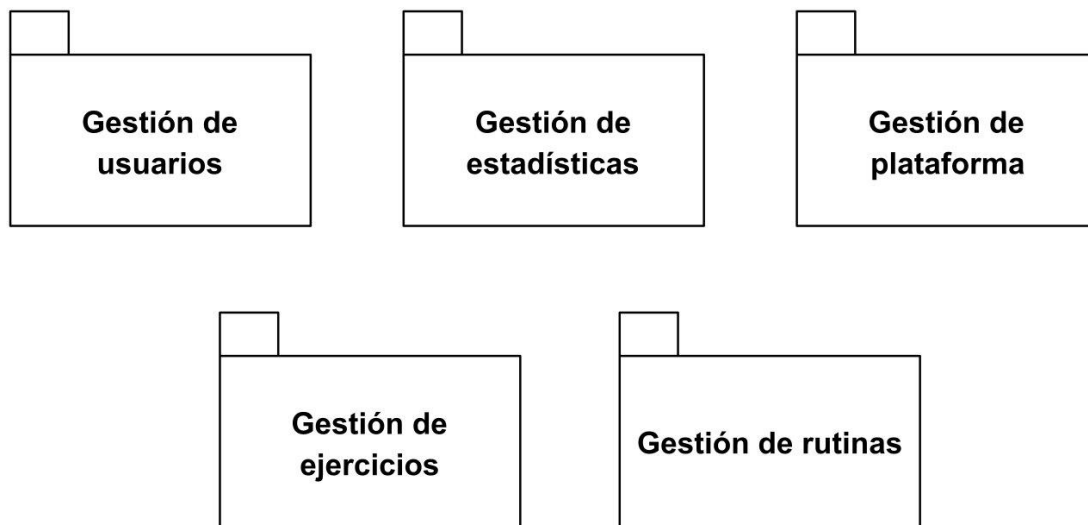 Gestión de
usuarios
Gestión de
estadísticas
Gestión de
plataforma
Gestión de
ejercicios
Gestión de rutinas